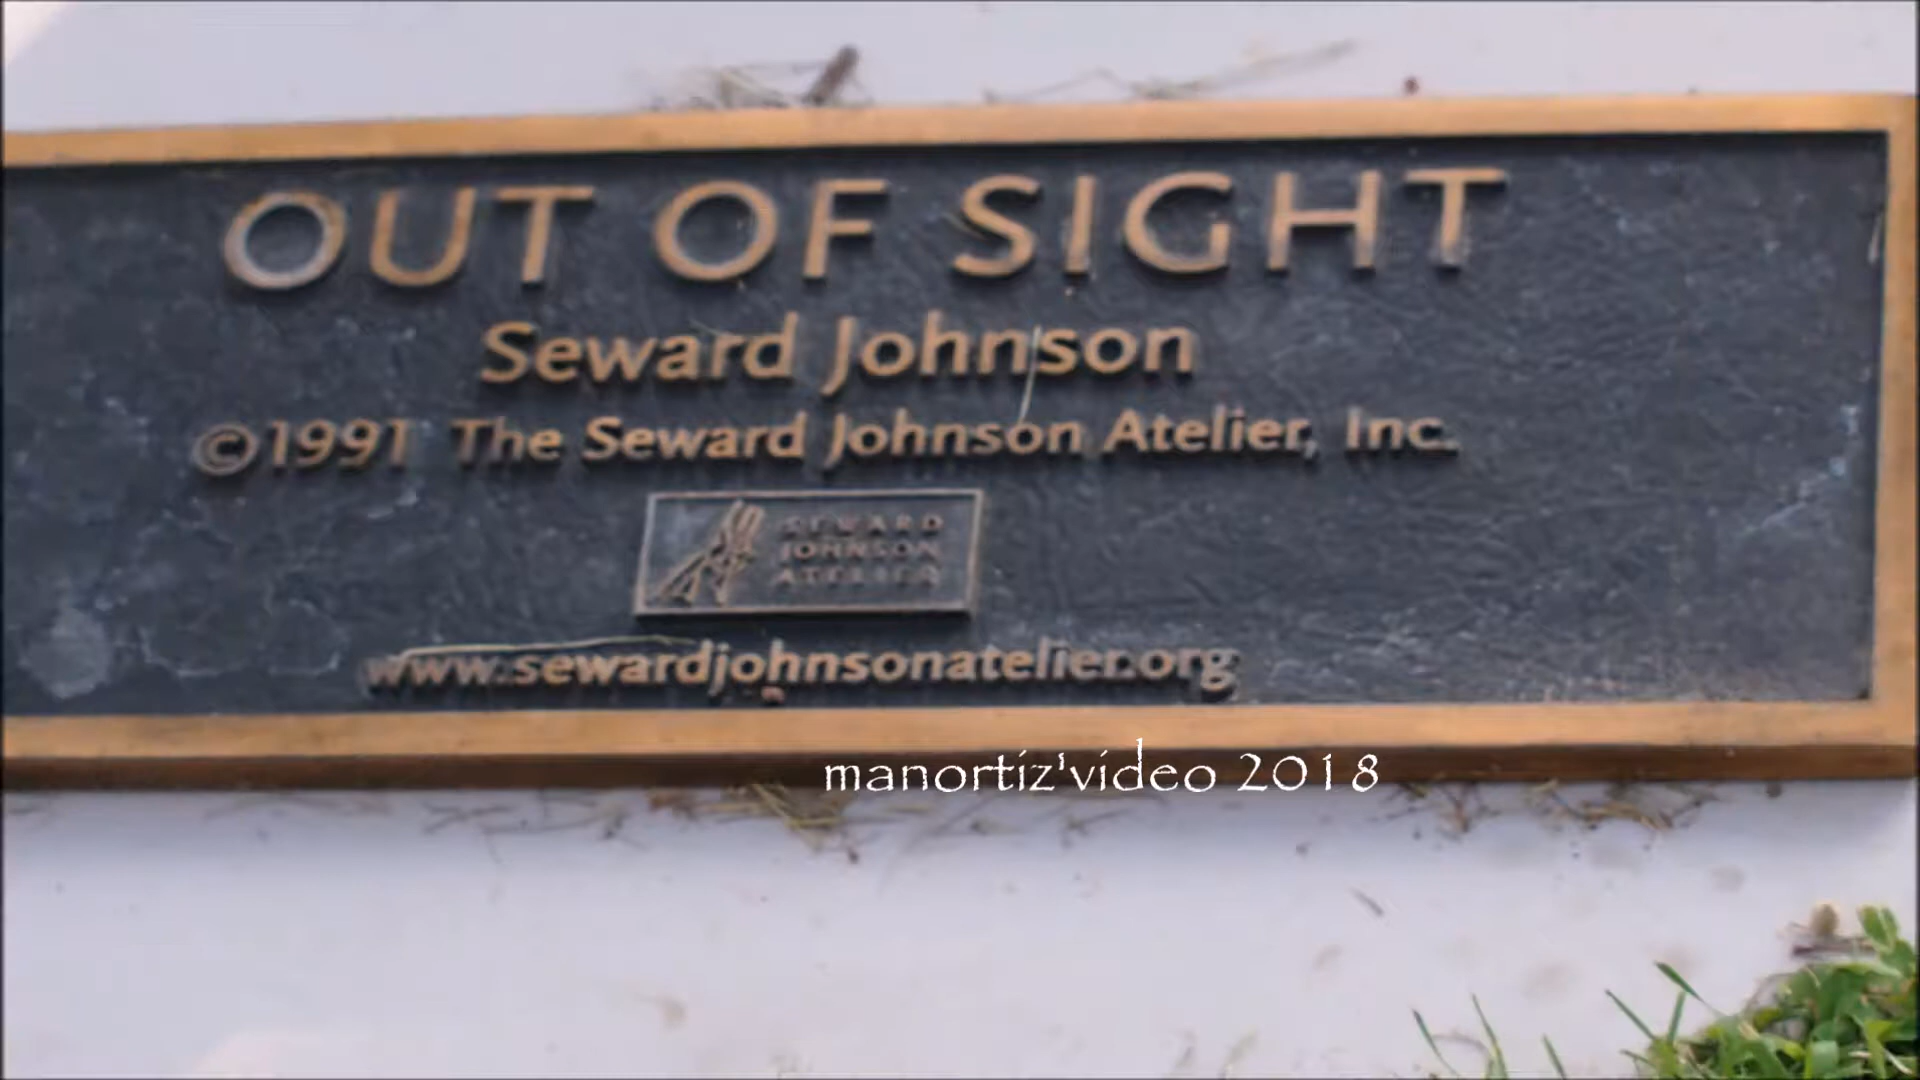 OUT OF SIGHT
Seward Johnson
©1991 The Seward Johnson Atelier, Inc.
SEWARD
JOHNSON
ATELIER
www.sewardjohnsonatelier.org
manortiz'video 2018